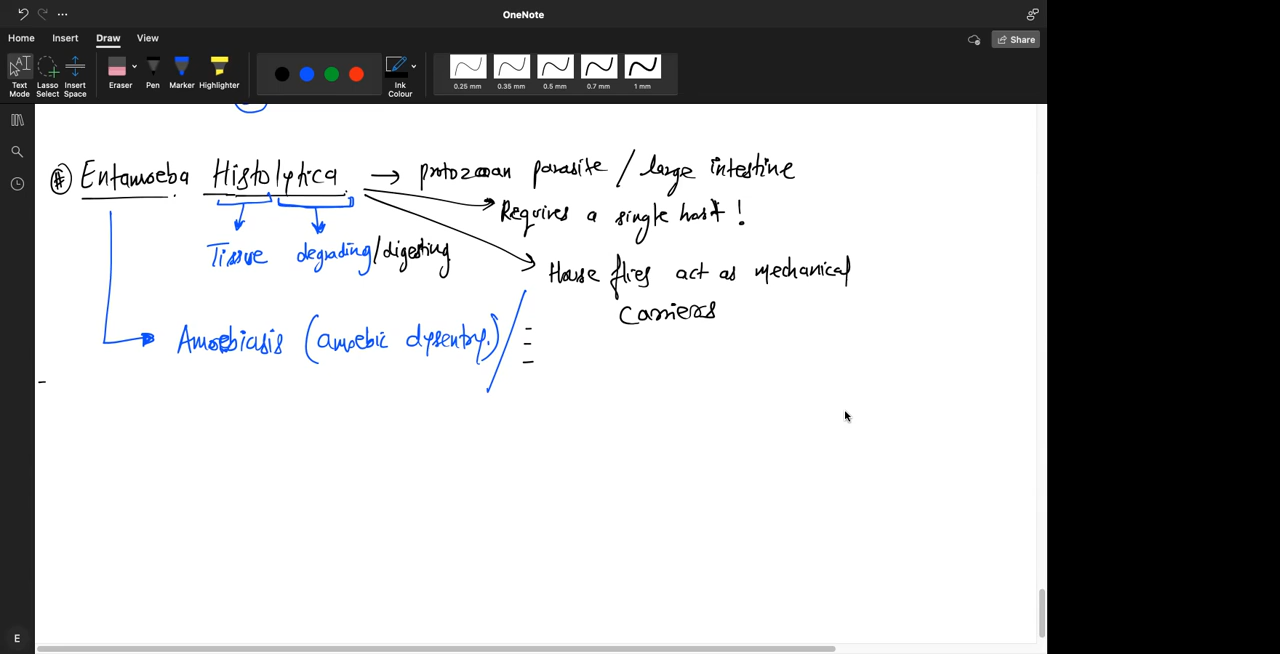 OneNote
Home Insert Draw View
Share
Text Mode
Lasso Select
Insert Space
Eraser
Pen
Marker
Highlighter
Ink Colour
0.25 mm
0.35 mm
0.5 mm
0.7 mm
1 mm
# Entamoeba Histolytica → protozoan parasite / large intestine
Requires a single host !
Tissue degrading/digesting
House flies act as mechanical
carriers
Amoebiasis (amoebic dysentry.)
E